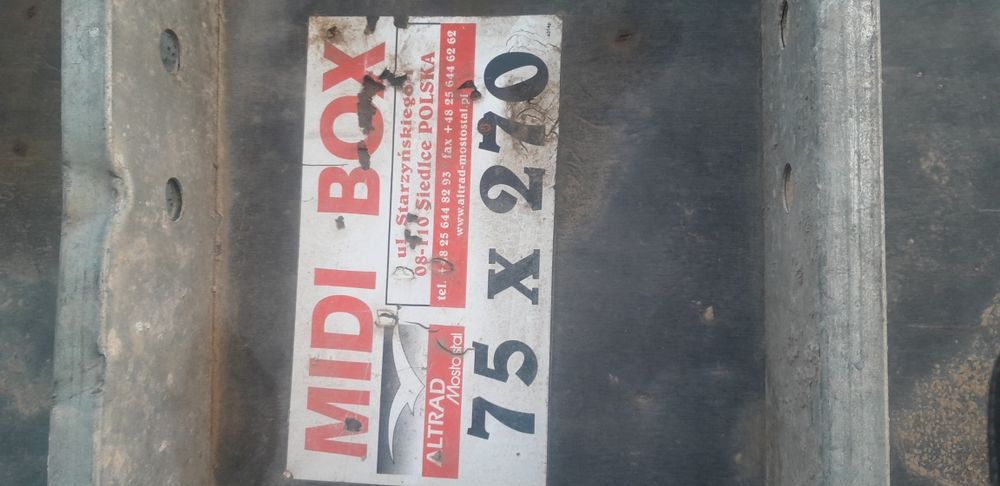 MIDI BOX
ul. Starzyńskiego
08-110 Siedlce POLSKA
tel. +48 25 644 82 93 fax +48 25 644 62 62
www.altrad-mostostal.pl
ALTRAD
Mostostal
75 x 270